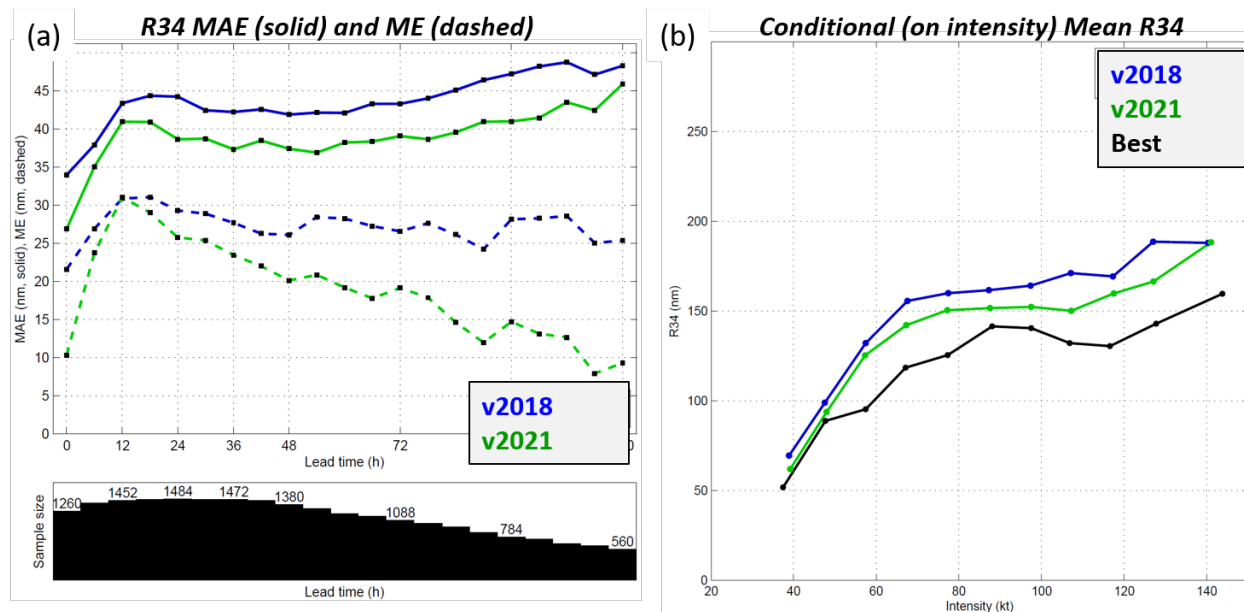 (a)
R34 MAE (solid) and ME (dashed)
MAE (nm, solid), ME (nm, dashed)
45
40
35
30
25
20
15
10
5
0
0 12 24 36 48 72
Lead time (h)
v2018
v2021
Sample size
1260 1452 1484 1472 1380 1088 784 560
Lead time (h)
(b)
Conditional (on intensity) Mean R34
v2018
v2021
Best
R34 (nm)
250
200
150
100
50
0
20 40 60 80 100 120 140
Intensity (kt)